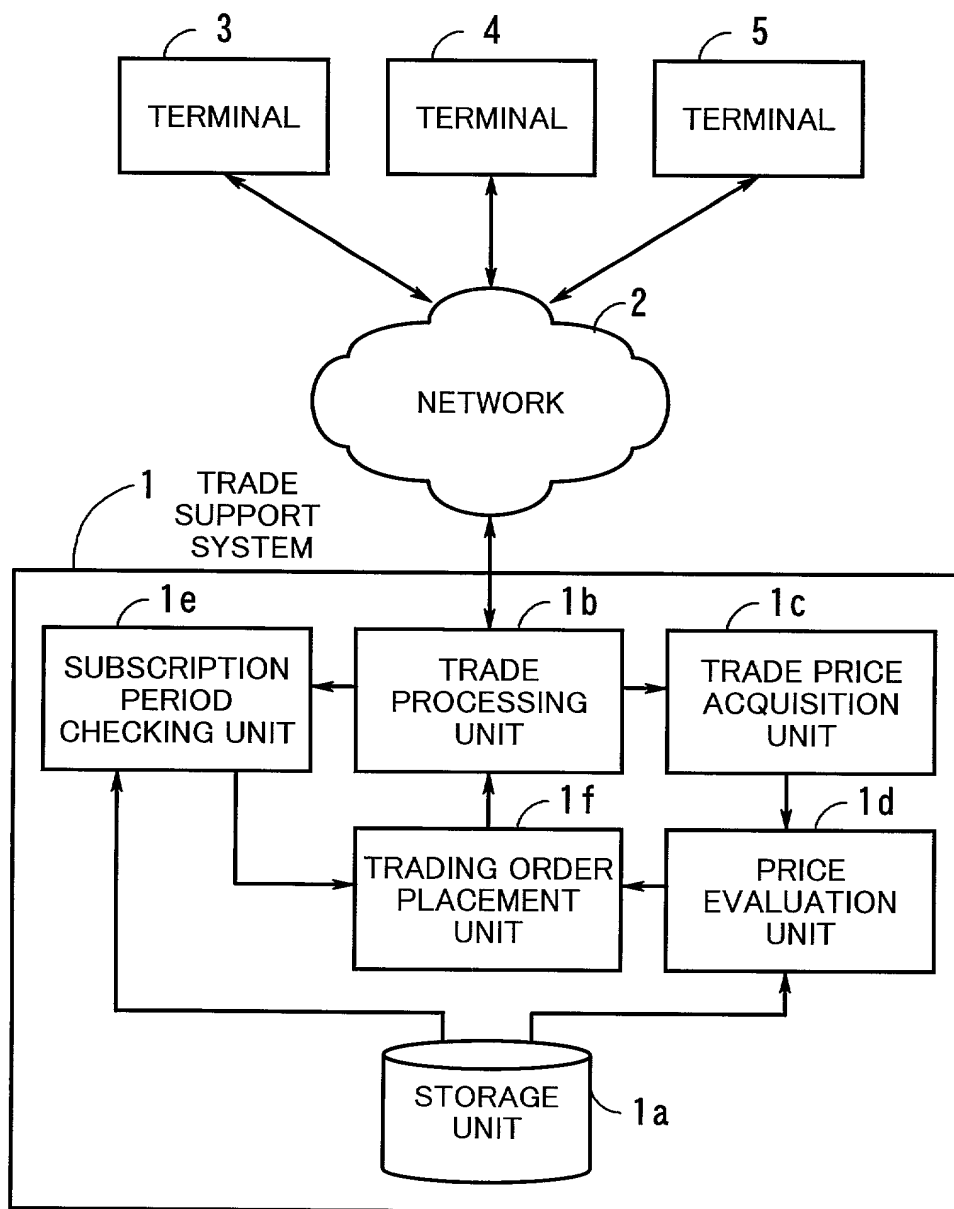 3
4
5
TERMINAL
TERMINAL
TERMINAL
2
NETWORK
1
TRADE
SUPPORT
SYSTEM
1e
1b
1c
SUBSCRIPTION
PERIOD
CHECKING UNIT
TRADE
PROCESSING
UNIT
TRADE PRICE
ACQUISITION
UNIT
1f
1d
TRADING ORDER
PLACEMENT
UNIT
PRICE
EVALUATION
UNIT
STORAGE
UNIT
1a